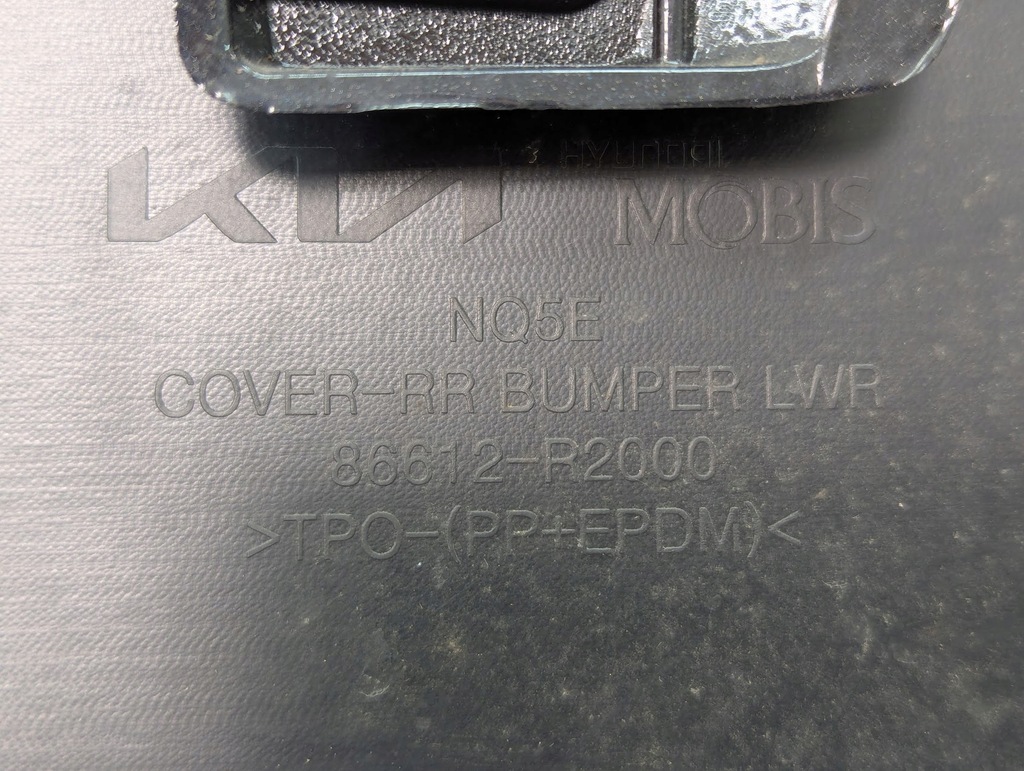 KIA HYUNDAI
MOBIS
NQ5E
COVER-RR BUMPER LWR
86612-R2000
>TPO-(PP+EPDM)<